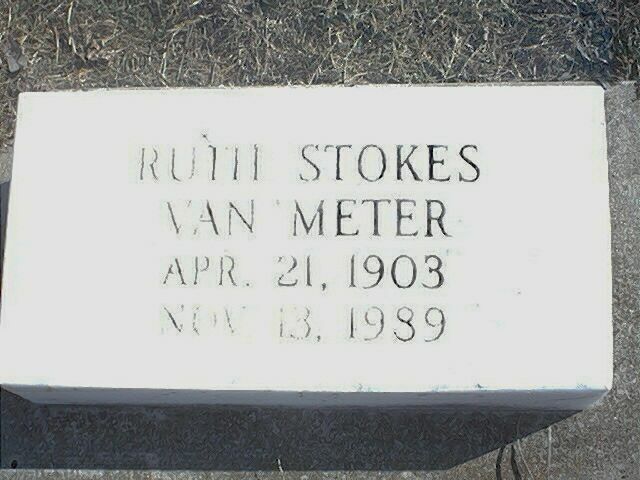 RUTH STOKES
VAN METER
APR. 21, 1903
NOV. 13, 1989